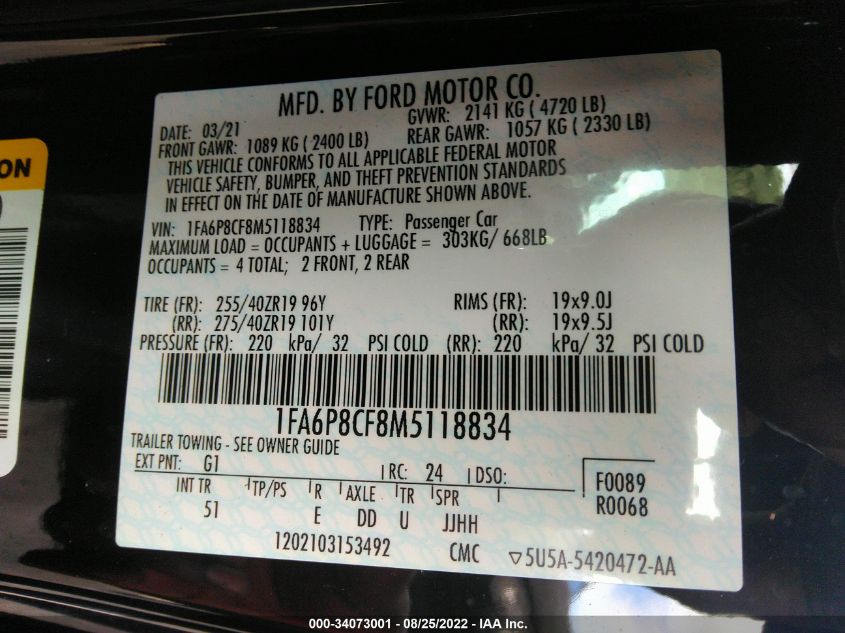 ON
MFD. BY FORD MOTOR CO.
DATE: 03/21 GVWR: 2141 KG ( 4720 LB)
FRONT GAWR: 1089 KG ( 2400 LB) REAR GAWR: 1057 KG ( 2330 LB)
THIS VEHICLE CONFORMS TO ALL APPLICABLE FEDERAL MOTOR
VEHICLE SAFETY, BUMPER, AND THEFT PREVENTION STANDARDS
IN EFFECT ON THE DATE OF MANUFACTURE SHOWN ABOVE.
VIN: 1FA6P8CF8M5118834 TYPE: Passenger Car
MAXIMUM LOAD = OCCUPANTS + LUGGAGE = 303KG/ 668LB
OCCUPANTS = 4 TOTAL; 2 FRONT, 2 REAR
TIRE (FR): 255/40ZR19 96Y RIMS (FR): 19x9.0J
(RR): 275/40ZR19 101Y (RR): 19x9.5J
PRESSURE (FR): 220 kPa/ 32 PSI COLD (RR): 220 kPa/ 32 PSI COLD
1FA6P8CF8M5118834
TRAILER TOWING - SEE OWNER GUIDE
EXT PNT: G1 RC: 24 DSO: F0089
INT TR TP/PS R AXLE TR SPR R0068
51 E DD U JJHH
1202103153492 CMC ▽5U5A-5420472-AA
000-34073001 - 08/25/2022 - IAA Inc.